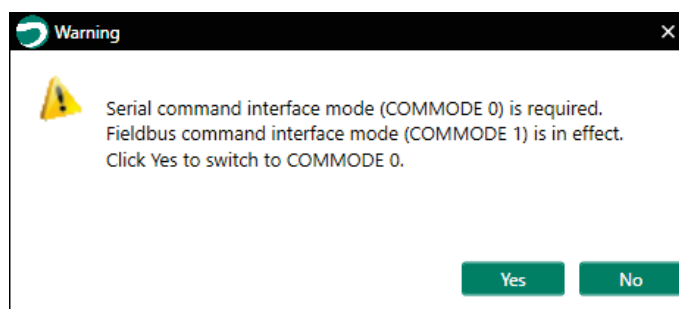 Warning
Serial command interface mode (COMMODE 0) is required.
Fieldbus command interface mode (COMMODE 1) is in effect.
Click Yes to switch to COMMODE 0.
Yes
No